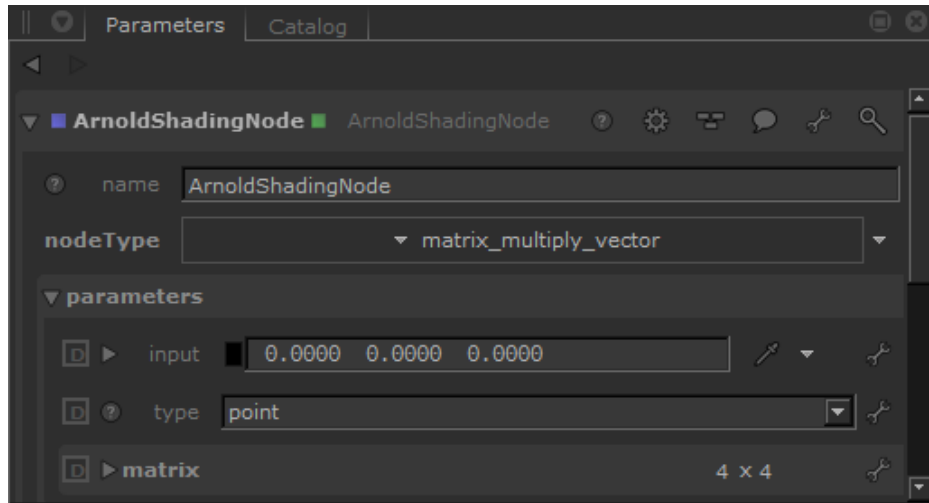 Parameters Catalog
ArnoldShadingNode ArnoldShadingNode
name ArnoldShadingNode
nodeType matrix_multiply_vector
parameters
D input 0.0000 0.0000 0.0000
D type point
D matrix 4 x 4